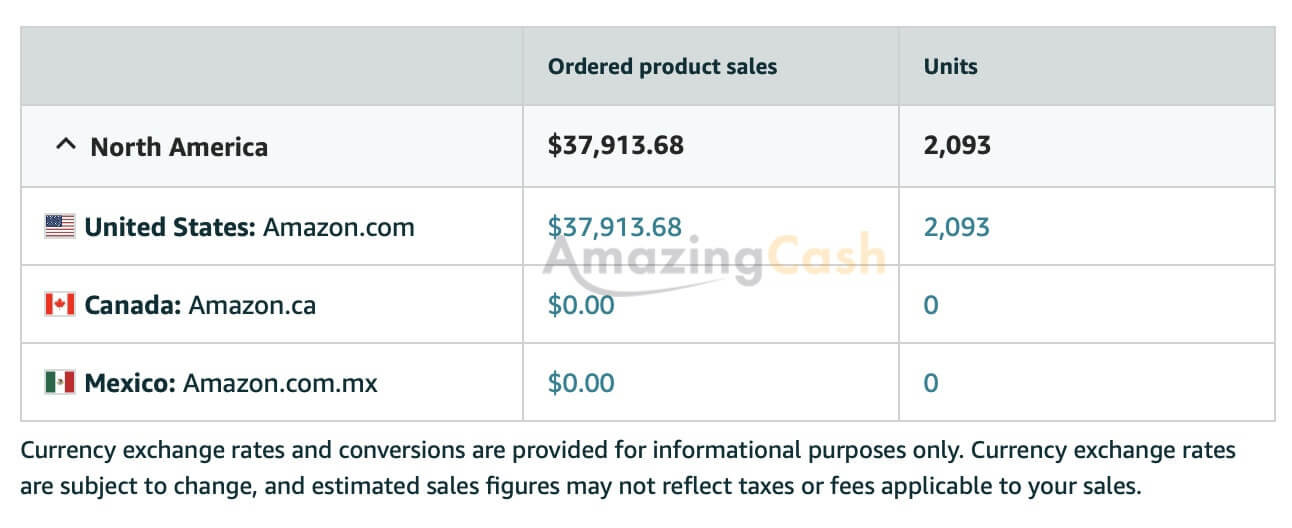 Ordered product sales Units
North America $37,913.68 2,093
United States: Amazon.com $37,913.68 2,093
AmazingCash
Canada: Amazon.ca $0.00 0
Mexico: Amazon.com.mx $0.00 0
Currency exchange rates and conversions are provided for informational purposes only. Currency exchange rates
are subject to change, and estimated sales figures may not reflect taxes or fees applicable to your sales.